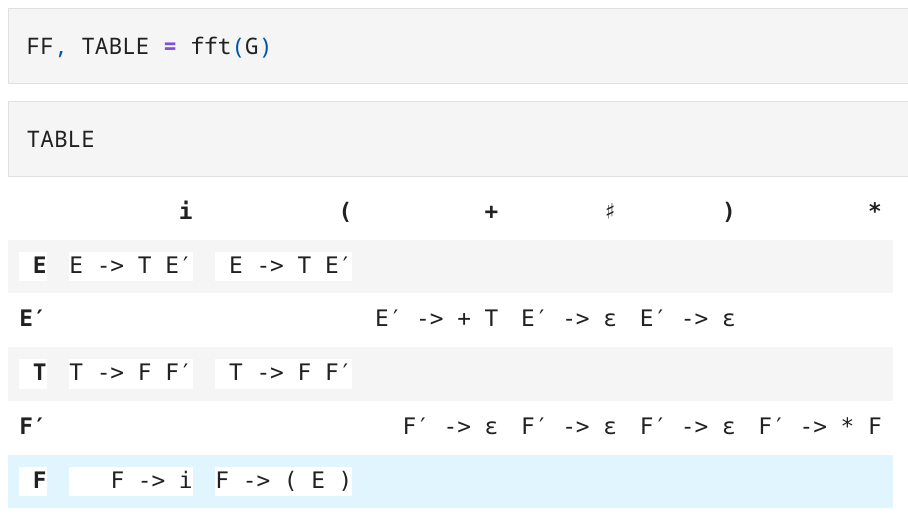 FF, TABLE = fft(G)
TABLE
i ( + ♯ ) *
E E -> T E′ E -> T E′
E′ E′ -> + T E′ -> ε E′ -> ε
T T -> F F′ T -> F F′
F′ F′ -> ε F′ -> ε F′ -> ε F′ -> * F
F F -> i F -> ( E )